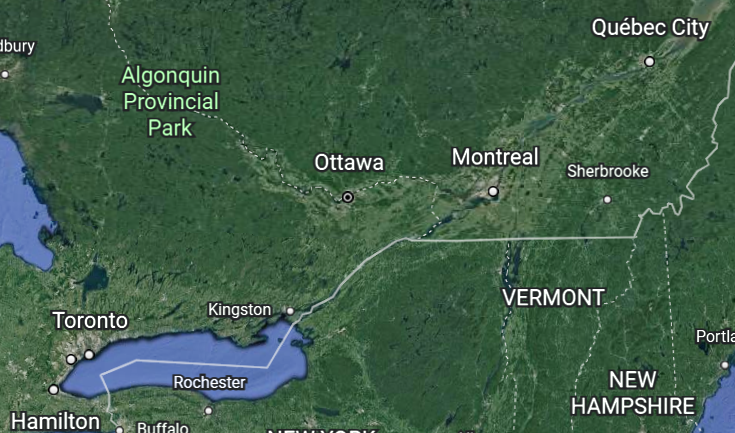 Québec City
dbury
Algonquin
Provincial
Park
Ottawa
Montreal
Sherbrooke
VERMONT
Kingston
Toronto
Portla
Rochester
NEW
HAMPSHIRE
Hamilton
Buffalo
NEW YORK